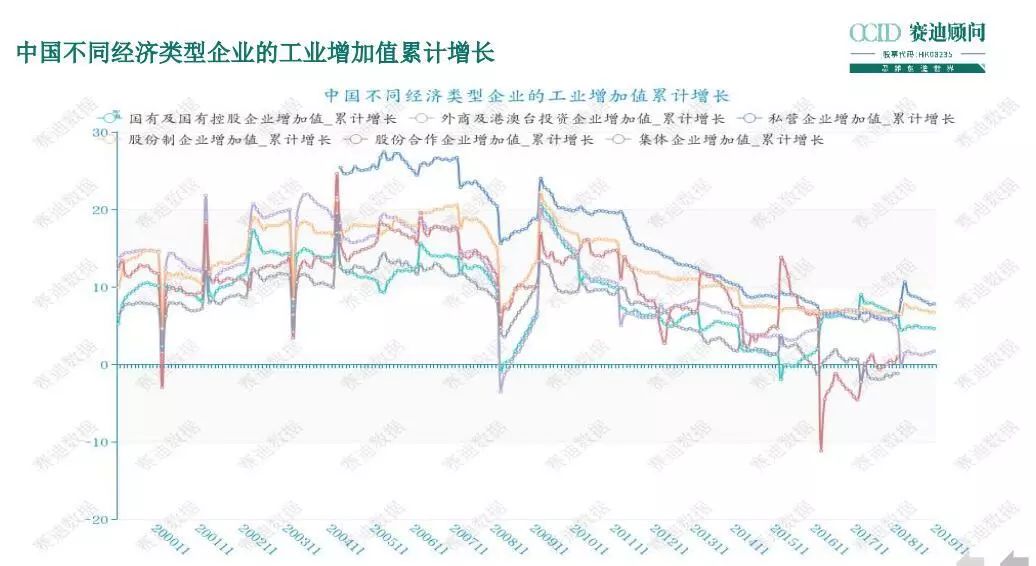 中国不同经济类型企业的工业增加值累计增长
CCID 赛迪顾问
股票代码:HK08235
思维创造世界
中国不同经济类型企业的工业增加值累计增长
国有及国有控股企业增加值_累计增长 外商及港澳台投资企业增加值_累计增长 私营企业增加值_累计增长
股份制企业增加值_累计增长 股份合作企业增加值_累计增长 集体企业增加值_累计增长
30
20
10
0
-10
-20
200011 200111 200211 200311 200411 200511 200611 200811 200911 201011 201111 201211 201311 201411 201511 201611 201711 201811 201911
赛迪数据